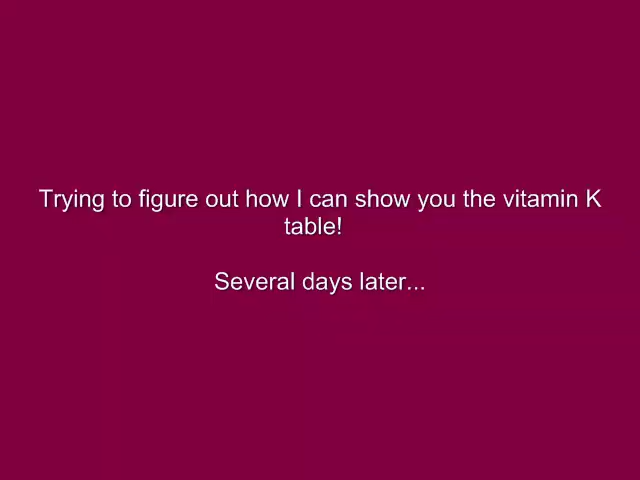 Trying to figure out how I can show you the vitamin K
table!
Several days later...